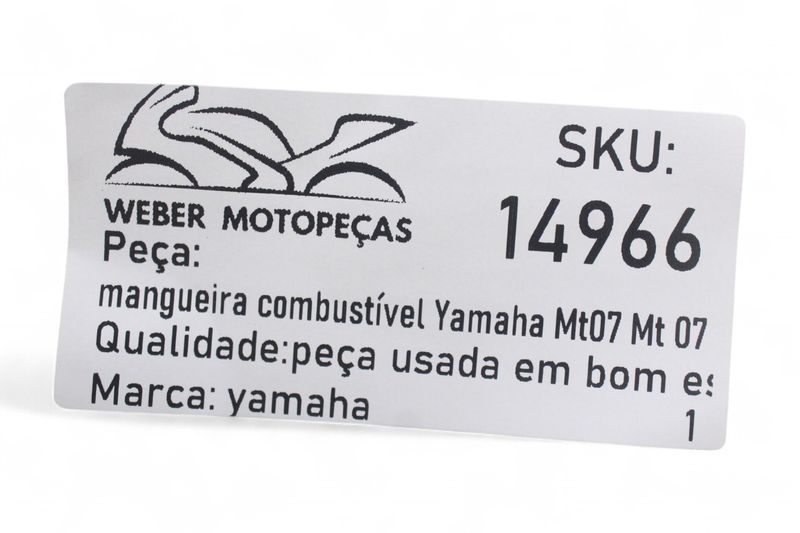 WEBER MOTOPEÇAS
SKU:
14966
Peça:
mangueira combustível Yamaha Mt07 Mt 07
Qualidade:peça usada em bom es
Marca: yamaha
1